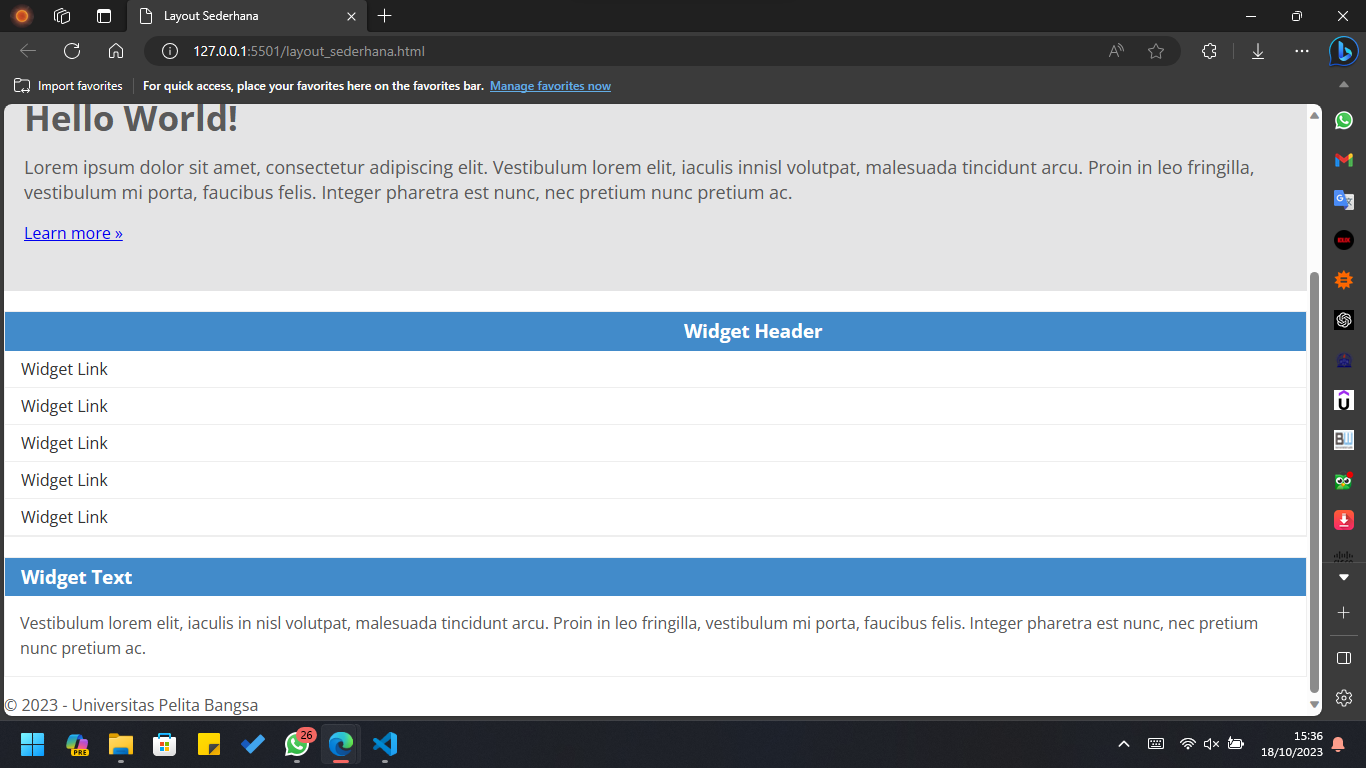 Layout Sederhana
127.0.0.1:5501/layout_sederhana.html
Import favorites
For quick access, place your favorites here on the favorites bar. Manage favorites now
Hello World!
Lorem ipsum dolor sit amet, consectetur adipiscing elit. Vestibulum lorem elit, iaculis innisl volutpat, malesuada tincidunt arcu. Proin in leo fringilla,
vestibulum mi porta, faucibus felis. Integer pharetra est nunc, nec pretium nunc pretium ac.
Learn more »
Widget Header
Widget Link
Widget Link
Widget Link
Widget Link
Widget Link
Widget Text
Vestibulum lorem elit, iaculis in nisl volutpat, malesuada tincidunt arcu. Proin in leo fringilla, vestibulum mi porta, faucibus felis. Integer pharetra est nunc, nec pretium
nunc pretium ac.
© 2023 - Universitas Pelita Bangsa
PRE
26
15:36
18/10/2023